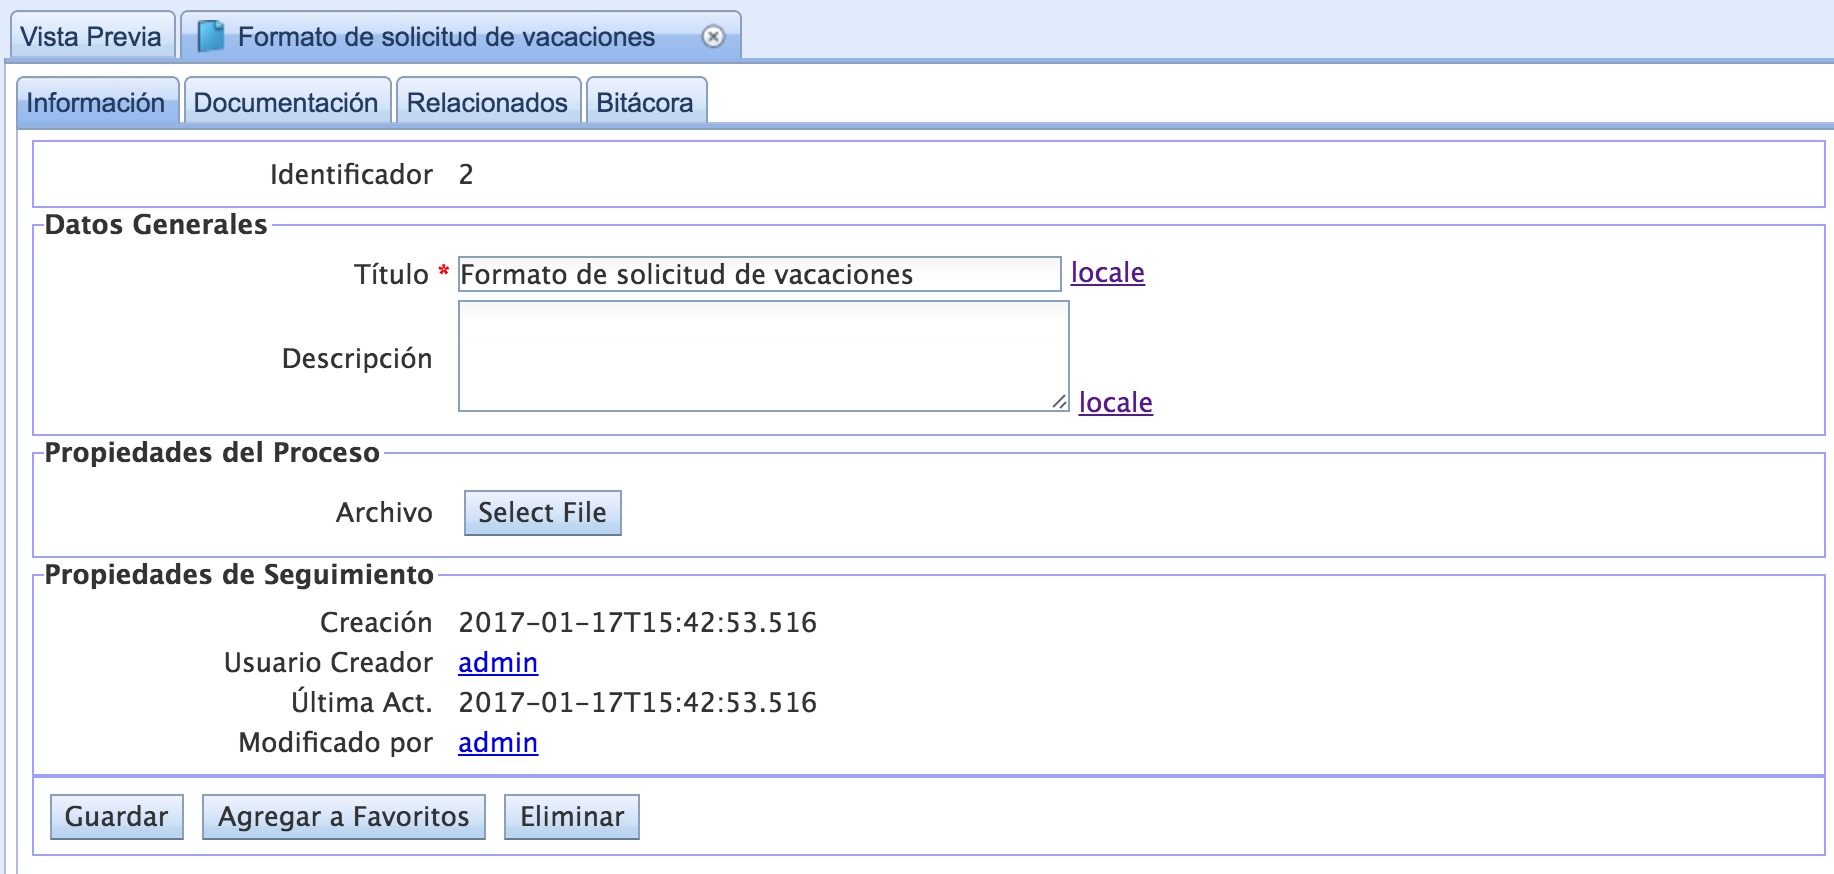 Vista Previa Formato de solicitud de vacaciones
Información Documentación Relacionados Bitácora
Identificador 2
Datos Generales
Título * Formato de solicitud de vacaciones locale
Descripción
locale
Propiedades del Proceso
Archivo Select File
Propiedades de Seguimiento
Creación 2017-01-17T15:42:53.516
Usuario Creador admin
Última Act. 2017-01-17T15:42:53.516
Modificado por admin
Guardar Agregar a Favoritos Eliminar